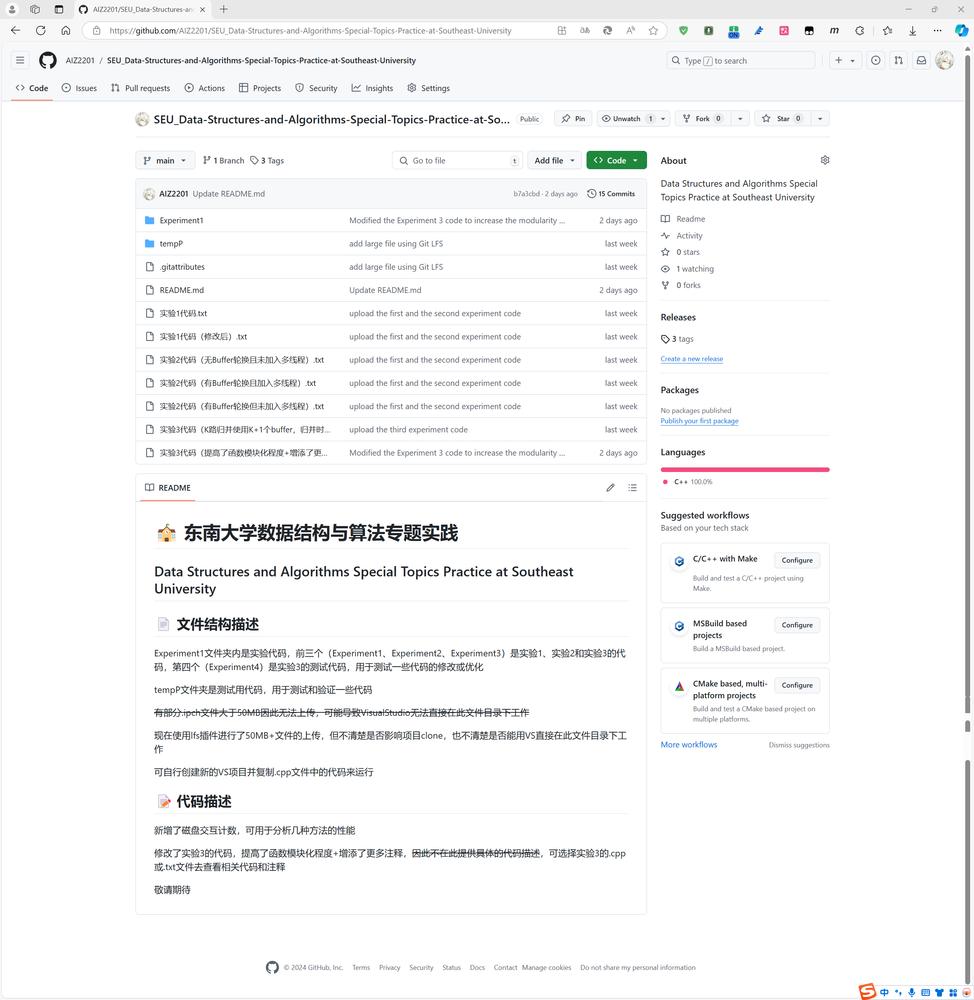 AIZ2201/SEU_Data-Structures-and
https://github.com/AIZ2201/SEU_Data-Structures-and-Algorithms-Special-Topics-Practice-at-Southeast-University
ON
AIZ2201 / SEU_Data-Structures-and-Algorithms-Special-Topics-Practice-at-Southeast-University
Type / to search
Code Issues Pull requests Actions Projects Security Insights Settings
SEU_Data-Structures-and-Algorithms-Special-Topics-Practice-at-So... Public Pin Unwatch 1 Fork 0 Star 0
main 1 Branch 3 Tags Go to file t Add file Code
AIZ2201 Update README.md b7a3cbd · 2 days ago 15 Commits
Experiment1 Modified the Experiment 3 code to increase the modularity ... 2 days ago
tempP add large file using Git LFS last week
.gitattributes add large file using Git LFS last week
README.md Update README.md 2 days ago
实验1代码.txt upload the first and the second experiment code last week
实验1代码（修改后）.txt upload the first and the second experiment code last week
实验2代码（无Buffer轮换且未加入多线程）.txt upload the first and the second experiment code last week
实验2代码（有Buffer轮换且加入多线程）.txt upload the first and the second experiment code last week
实验2代码（有Buffer轮换但未加入多线程）.txt upload the first and the second experiment code last week
实验3代码（K路归并使用K+1个buffer，归并时... upload the third experiment code last week
实验3代码（提高了函数模块化程度+增添了更... Modified the Experiment 3 code to increase the modularity ... 2 days ago
README
东南大学数据结构与算法专题实践
Data Structures and Algorithms Special Topics Practice at Southeast
University
文件结构描述
Experiment1文件夹内是实验代码，前三个（Experiment1、Experiment2、Experiment3）是实验1、实验2和实验3的代
码，第四个（Experiment4）是实验3的测试代码，用于测试一些代码的修改或优化
tempP文件夹是测试用代码，用于测试和验证一些代码
有部分.ipch文件大于50MB因此无法上传，可能导致VisualStudio无法直接在此文件目录下工作
现在使用lfs插件进行了50MB+文件的上传，但不清楚是否影响项目clone，也不清楚是否能用VS直接在此文件目录下工
作
可自行创建新的VS项目并复制.cpp文件中的代码来运行
代码描述
新增了磁盘交互计数，可用于分析几种方法的性能
修改了实验3的代码，提高了函数模块化程度+增添了更多注释，因此不在此提供具体的代码描述，可选择实验3的.cpp
或.txt文件去查看相关代码和注释
敬请期待
About
Data Structures and Algorithms Special
Topics Practice at Southeast University
Readme
Activity
0 stars
1 watching
0 forks
Releases
3 tags
Create a new release
Packages
No packages published
Publish your first package
Languages
C++ 100.0%
Suggested workflows
Based on your tech stack
C/C++ with Make Configure
Build and test a C/C++ project using
Make.
MSBuild based
projects
Configure
Build a MSBuild based project.
CMake based, multi-
platform projects
Configure
Build and test a CMake based project on
multiple platforms.
More workflows Dismiss suggestions
© 2024 GitHub, Inc. Terms Privacy Security Status Docs Contact Manage cookies Do not share my personal information
中